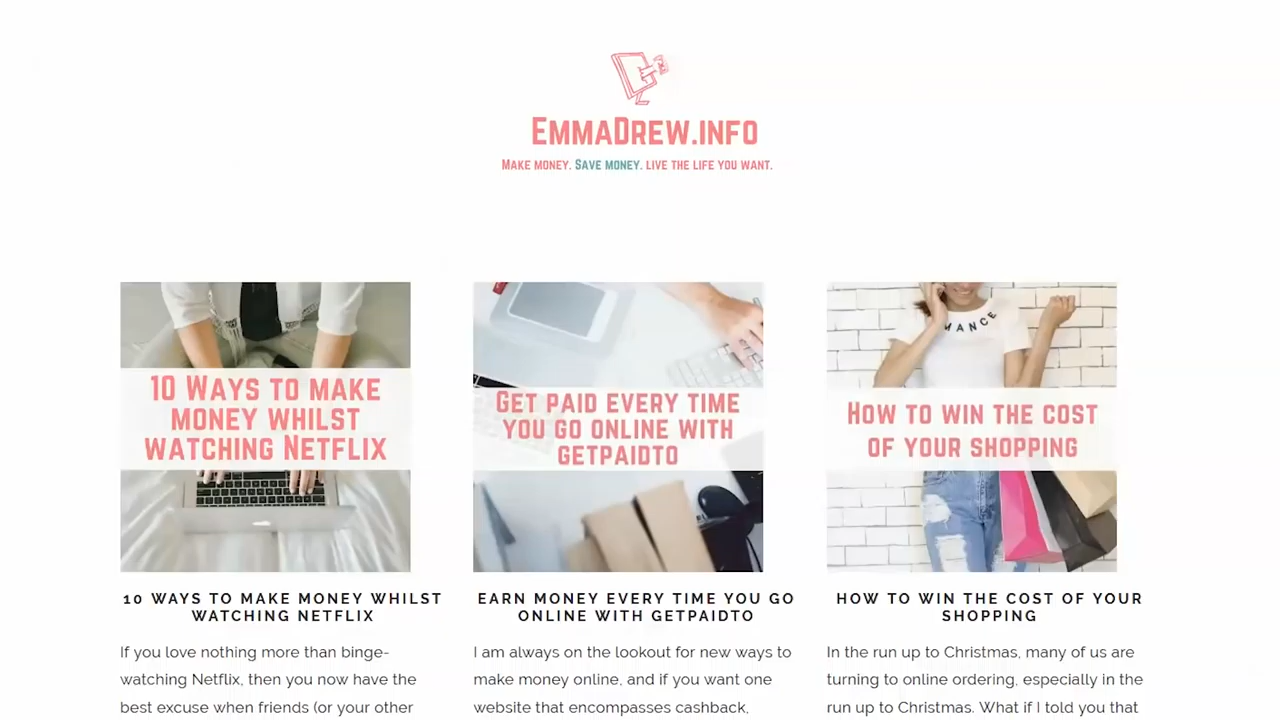 EmmaDrew.info
Make money. Save money. live the life you want.
10 Ways to make
money whilst
watching Netflix
Get paid every time
you go online with
getpaidto
How to win the cost
of your shopping
MANCE
10 WAYS TO MAKE MONEY WHILST
WATCHING NETFLIX
EARN MONEY EVERY TIME YOU GO
ONLINE WITH GETPAIDTO
HOW TO WIN THE COST OF YOUR
SHOPPING
If you love nothing more than binge-
watching Netflix, then you now have the
best excuse when friends (or your other
I am always on the lookout for new ways to
make money online, and if you want one
website that encompasses cashback,
In the run up to Christmas, many of us are
turning to online ordering, especially in the
run up to Christmas. What if I told you that